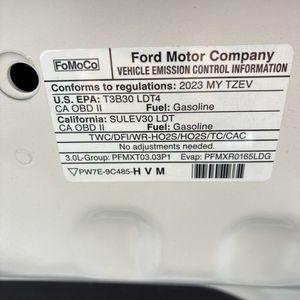 FoMoCo
Ford Motor Company
VEHICLE EMISSION CONTROL INFORMATION
Conforms to regulations: 2023 MY TZEV
U.S. EPA: T3B30 LDT4
CA OBD II Fuel: Gasoline
California: SULEV30 LDT
CA OBD II Fuel: Gasoline
TWC/DFI/WR-HO2S/HO2S/TC/CAC
No adjustments needed.
3.0L-Group: PFMXT03.03P1 Evap: PFMXR0165LDG
PW7E-9C485-HVM